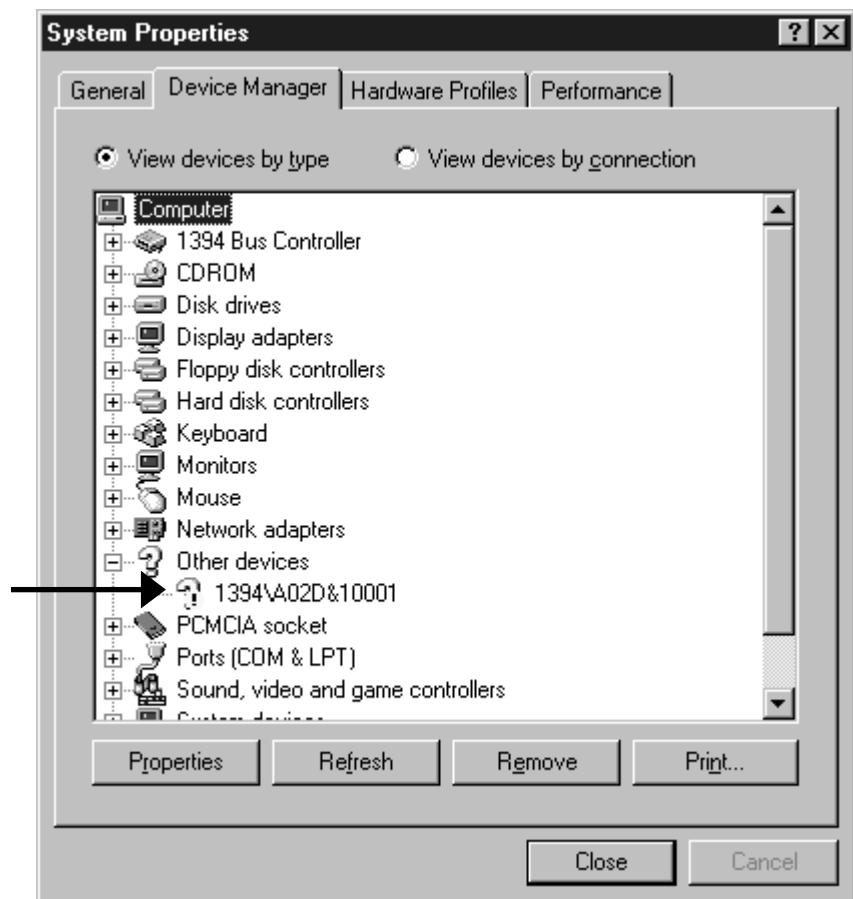 System Properties
General Device Manager Hardware Profiles Performance
View devices by type View devices by connection
Computer
1394 Bus Controller
CDROM
Disk drives
Display adapters
Floppy disk controllers
Hard disk controllers
Keyboard
Monitors
Mouse
Network adapters
Other devices
1394\A02D&10001
PCMCIA socket
Ports (COM & LPT)
Sound, video and game controllers
System devices
Properties Refresh Remove Print...
Close Cancel